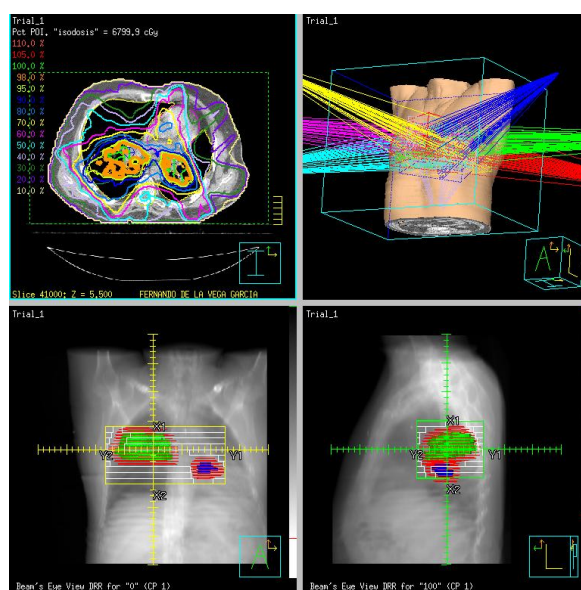 Trial_1
Pct POI. "isodosis" = 6799.9 cGy
110.0 %
105.0 %
100.0 %
98.0 %
95.0 %
80.0 %
70.0 %
60.0 %
50.0 %
40.0 %
30.0 %
20.0 %
10.0 %
Slice 41000; Z = 5,500 FERNANDO DE LA VEGA GARCIA
Trial_1
A
Trial_1
X1
Y2
Y1
X2
A
Beam's Eye View DRR for "0" (CP 1)
Trial_1
X1
Y2
Y1
X2
L
Beam's Eye View DRR for "100" (CP 1)